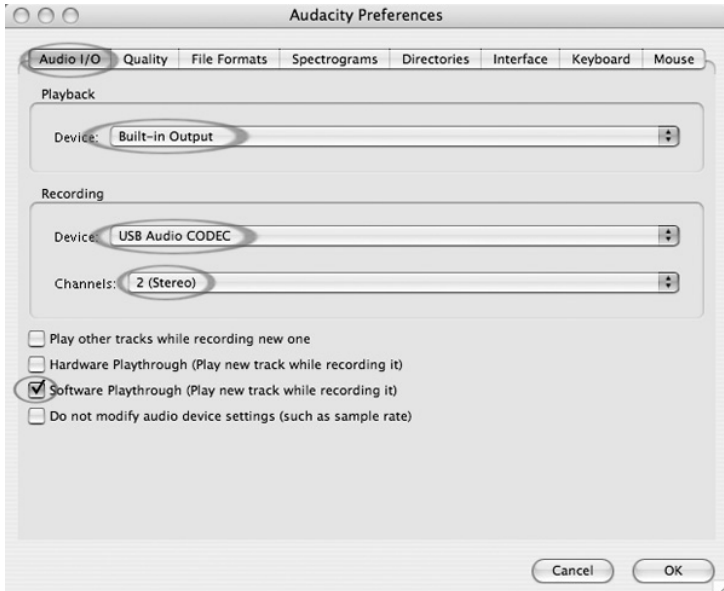 Audacity Preferences
Audio I/O Quality File Formats Spectrograms Directories Interface Keyboard Mouse
Playback
Device: Built-in Output
Recording
Device: USB Audio CODEC
Channels: 2 (Stereo)
Play other tracks while recording new one
Hardware Playthrough (Play new track while recording it)
Software Playthrough (Play new track while recording it)
Do not modify audio device settings (such as sample rate)
Cancel OK